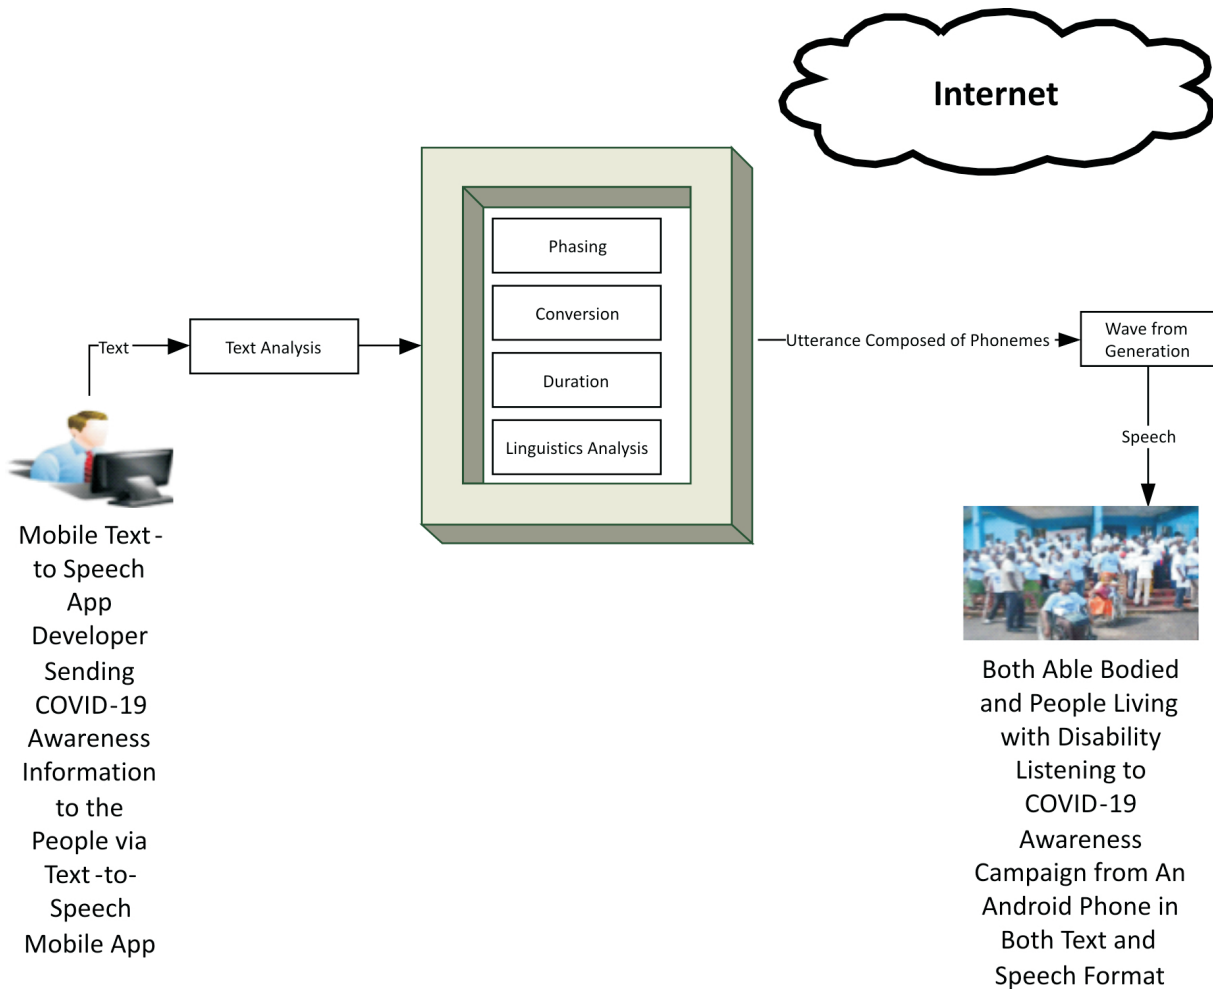 Internet
Phasing
Conversion
Duration
Linguistics Analysis
Text
Text Analysis
Utterance Composed of Phonemes
Wave from
Generation
Speech
Mobile Text -
to Speech
App
Developer
Sending
COVID-19
Awareness
Information
to the
People via
Text -to-
Speech
Mobile App
Both Able Bodied
and People Living
with Disability
Listening to
COVID-19
Awareness
Campaign from An
Android Phone in
Both Text and
Speech Format